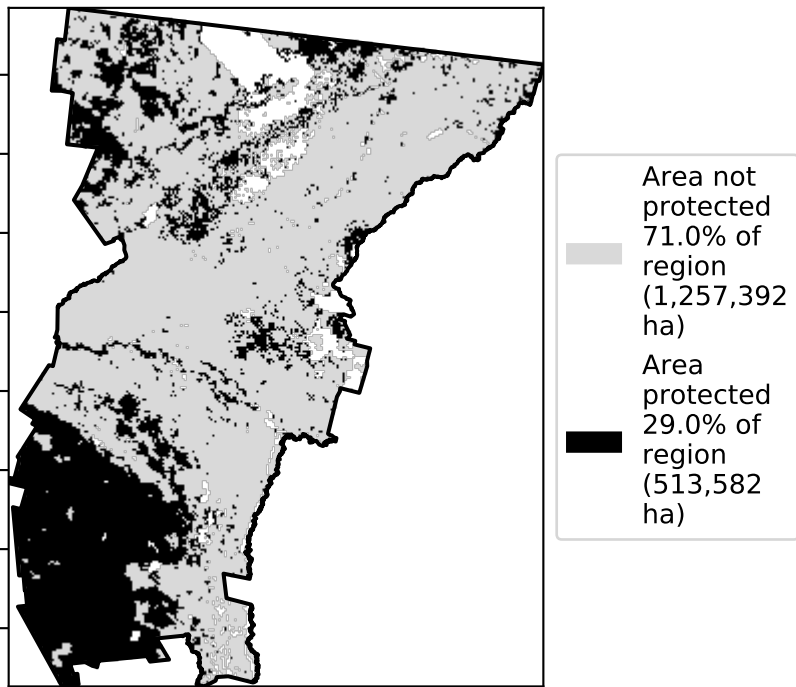 Area not
protected
71.0% of
region
(1,257,392
ha)
Area
protected
29.0% of
region
(513,582
ha)